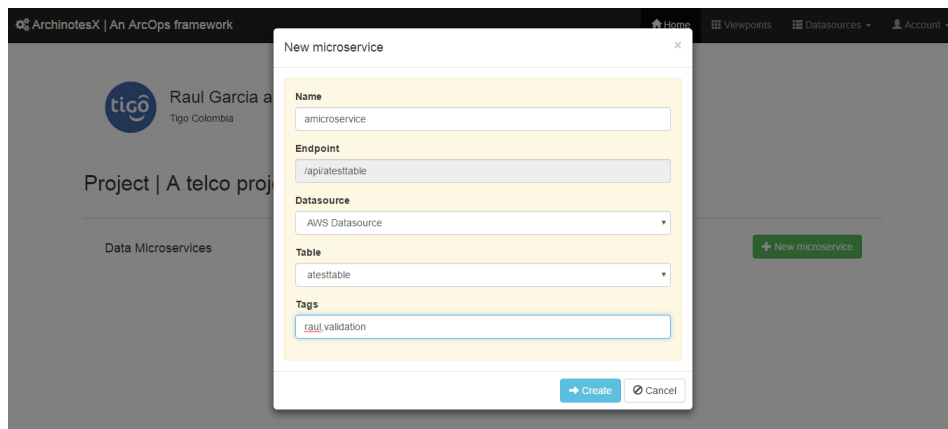 ArchinotesX | An ArcOps framework
Home
Viewpoints
Datasources
Account
New microservice
×
tigo
Raul Garcia a
Tigo Colombia
Project | A telco proj
Data Microservices
New microservice
Name
amicroservice
Endpoint
/api/atesttable
Datasource
AWS Datasource
Table
atesttable
Tags
raul,validation
Create
Cancel